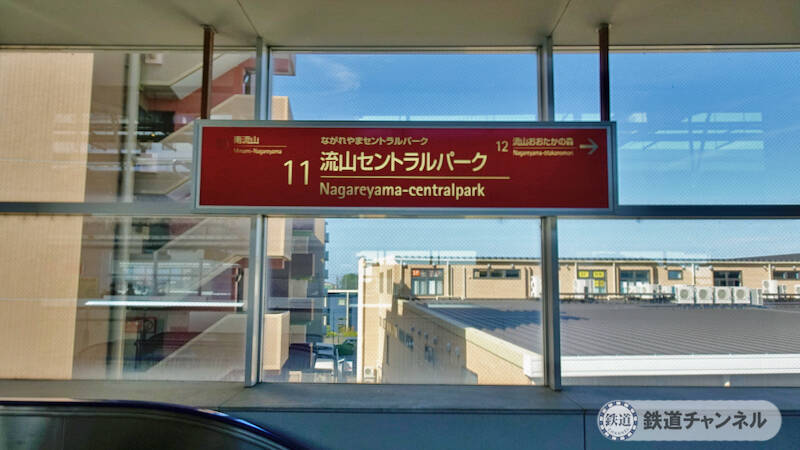 南流山
Minami-Nagareyama
ながれやまセントラルパーク
11 流山セントラルパーク
Nagareyama-centralpark
12 流山おおたかの森
Nagareyama-otakanomori
鉄道
鉄道チャンネル